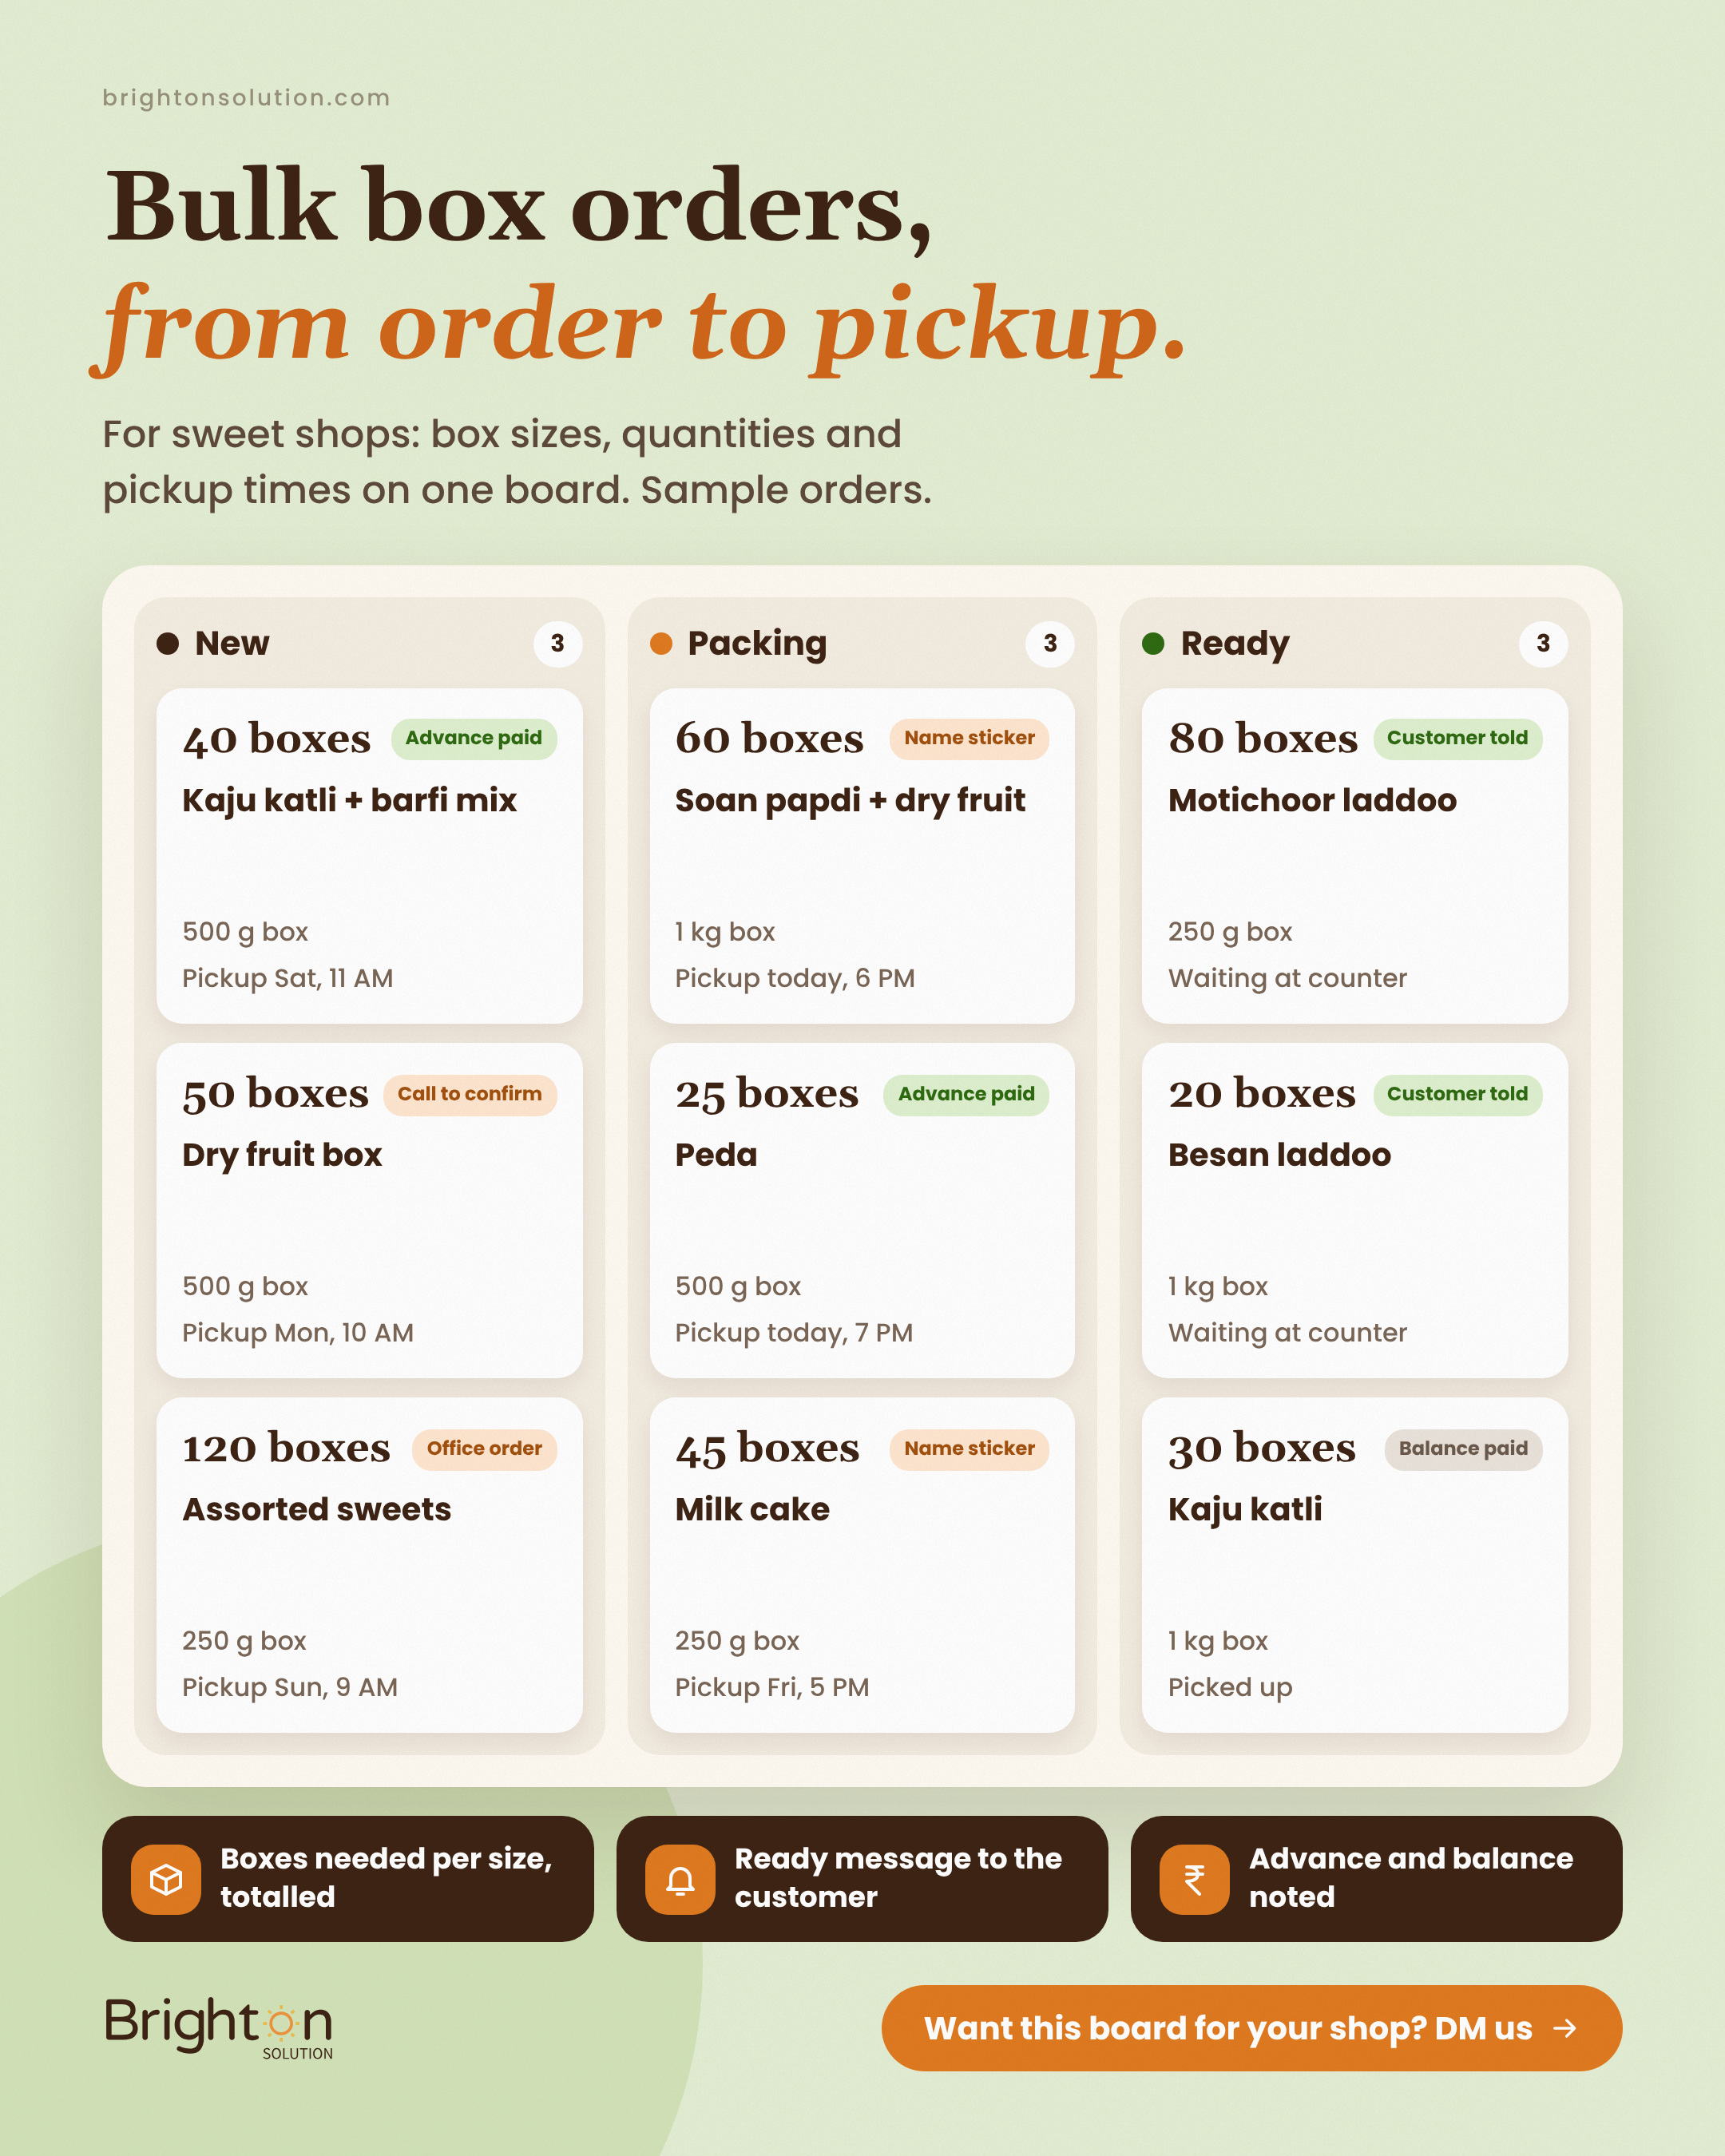 brightonsolution.com
Bulk box orders,
from order to pickup.
For sweet shops: box sizes, quantities and
pickup times on one board. Sample orders.
New 3
40 boxes Advance paid
Kaju katli + barfi mix
500 g box
Pickup Sat, 11 AM
50 boxes Call to confirm
Dry fruit box
500 g box
Pickup Mon, 10 AM
120 boxes Office order
Assorted sweets
250 g box
Pickup Sun, 9 AM
Packing 3
60 boxes Name sticker
Soan papdi + dry fruit
1 kg box
Pickup today, 6 PM
25 boxes Advance paid
Peda
500 g box
Pickup today, 7 PM
45 boxes Name sticker
Milk cake
250 g box
Pickup Fri, 5 PM
Ready 3
80 boxes Customer told
Motichoor laddoo
250 g box
Waiting at counter
20 boxes Customer told
Besan laddoo
1 kg box
Waiting at counter
30 boxes Balance paid
Kaju katli
1 kg box
Picked up
Boxes needed per size,
totalled
Ready message to the
customer
₹
Advance and balance
noted
Brighton
SOLUTION
Want this board for your shop? DM us →